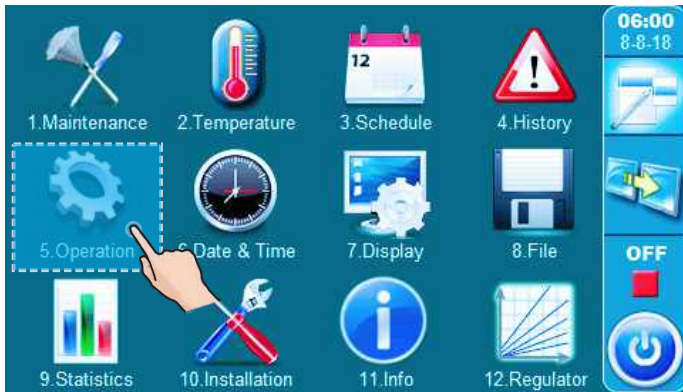 06:00
8-8-18
12
1.Maintenance 2.Temperature 3.Schedule 4.History
5.Operation 6.Date & Time 7.Display 8.File
OFF
9.Statistics 10.Installation 11.Info 12.Regulator